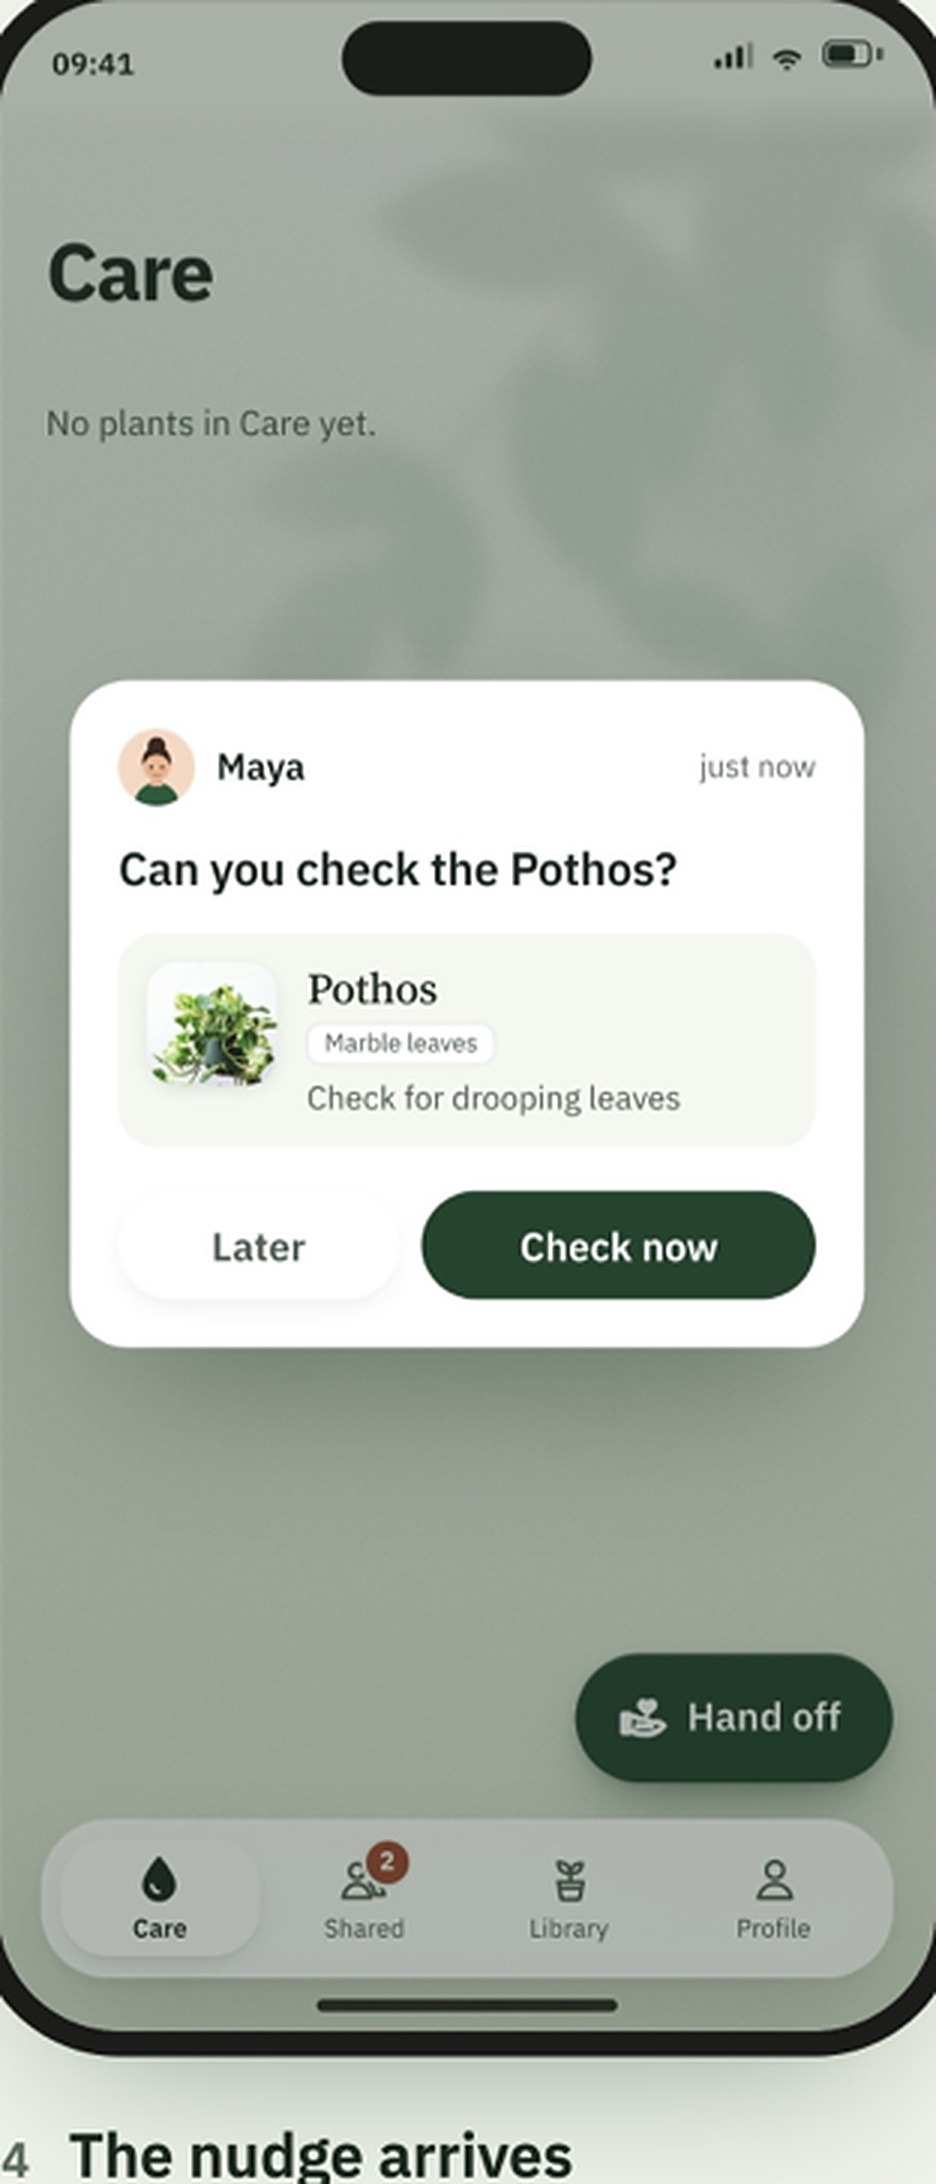 09:41
Care
No plants in Care yet.
Maya
just now
Can you check the Pothos?
Pothos
Marble leaves
Check for drooping leaves
Later
Check now
Hand off
2
Care
Shared
Library
Profile
4 The nudge arrives